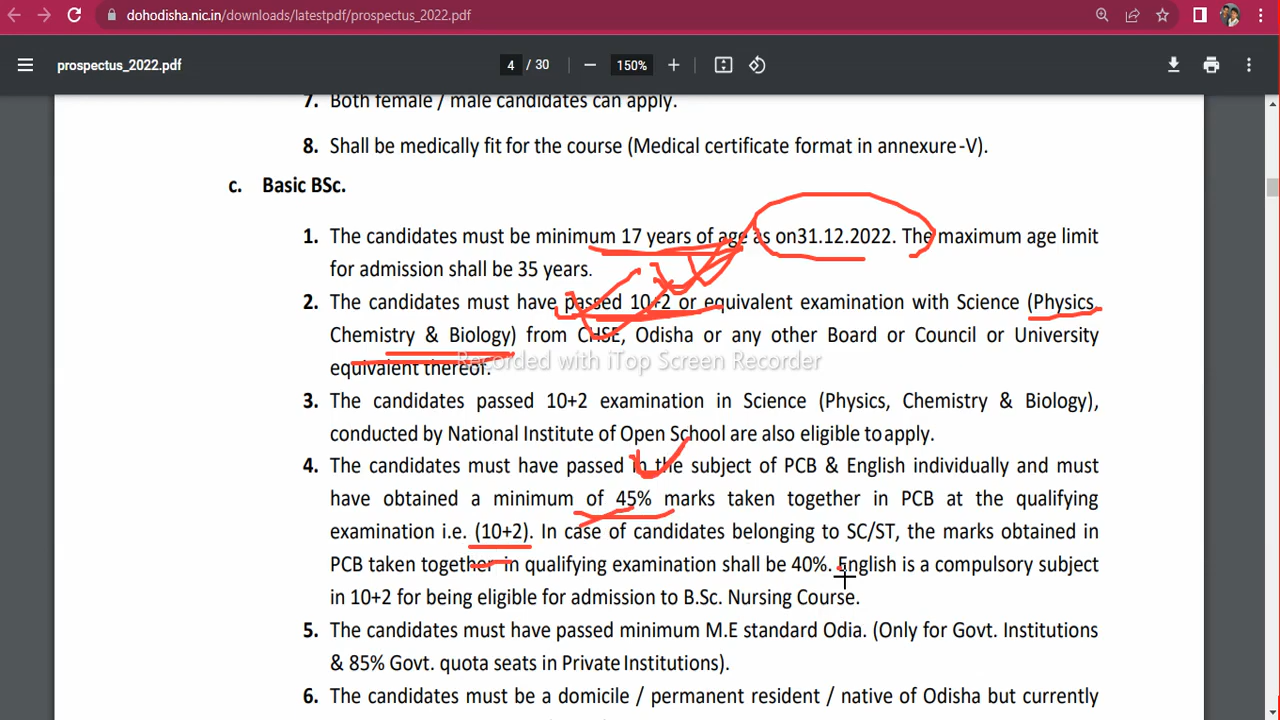 dohodisha.nic.in/downloads/latestpdf/prospectus_2022.pdf
prospectus_2022.pdf 4 / 30 150%
7. Both female / male candidates can apply.
8. Shall be medically fit for the course (Medical certificate format in annexure-V).
c. Basic BSc.
1. The candidates must be minimum 17 years of age as on31.12.2022. The maximum age limit
for admission shall be 35 years.
2. The candidates must have passed 10+2 or equivalent examination with Science (Physics,
Chemistry & Biology) from CHSE, Odisha or any other Board or Council or University
Recorded with iTop Screen Recorder
equivalent thereof.
3. The candidates passed 10+2 examination in Science (Physics, Chemistry & Biology),
conducted by National Institute of Open School are also eligible to apply.
4. The candidates must have passed in the subject of PCB & English individually and must
have obtained a minimum of 45% marks taken together in PCB at the qualifying
examination i.e. (10+2). In case of candidates belonging to SC/ST, the marks obtained in
PCB taken together in qualifying examination shall be 40%. English is a compulsory subject
in 10+2 for being eligible for admission to B.Sc. Nursing Course.
5. The candidates must have passed minimum M.E standard Odia. (Only for Govt. Institutions
& 85% Govt. quota seats in Private Institutions).
6. The candidates must be a domicile / permanent resident / native of Odisha but currently